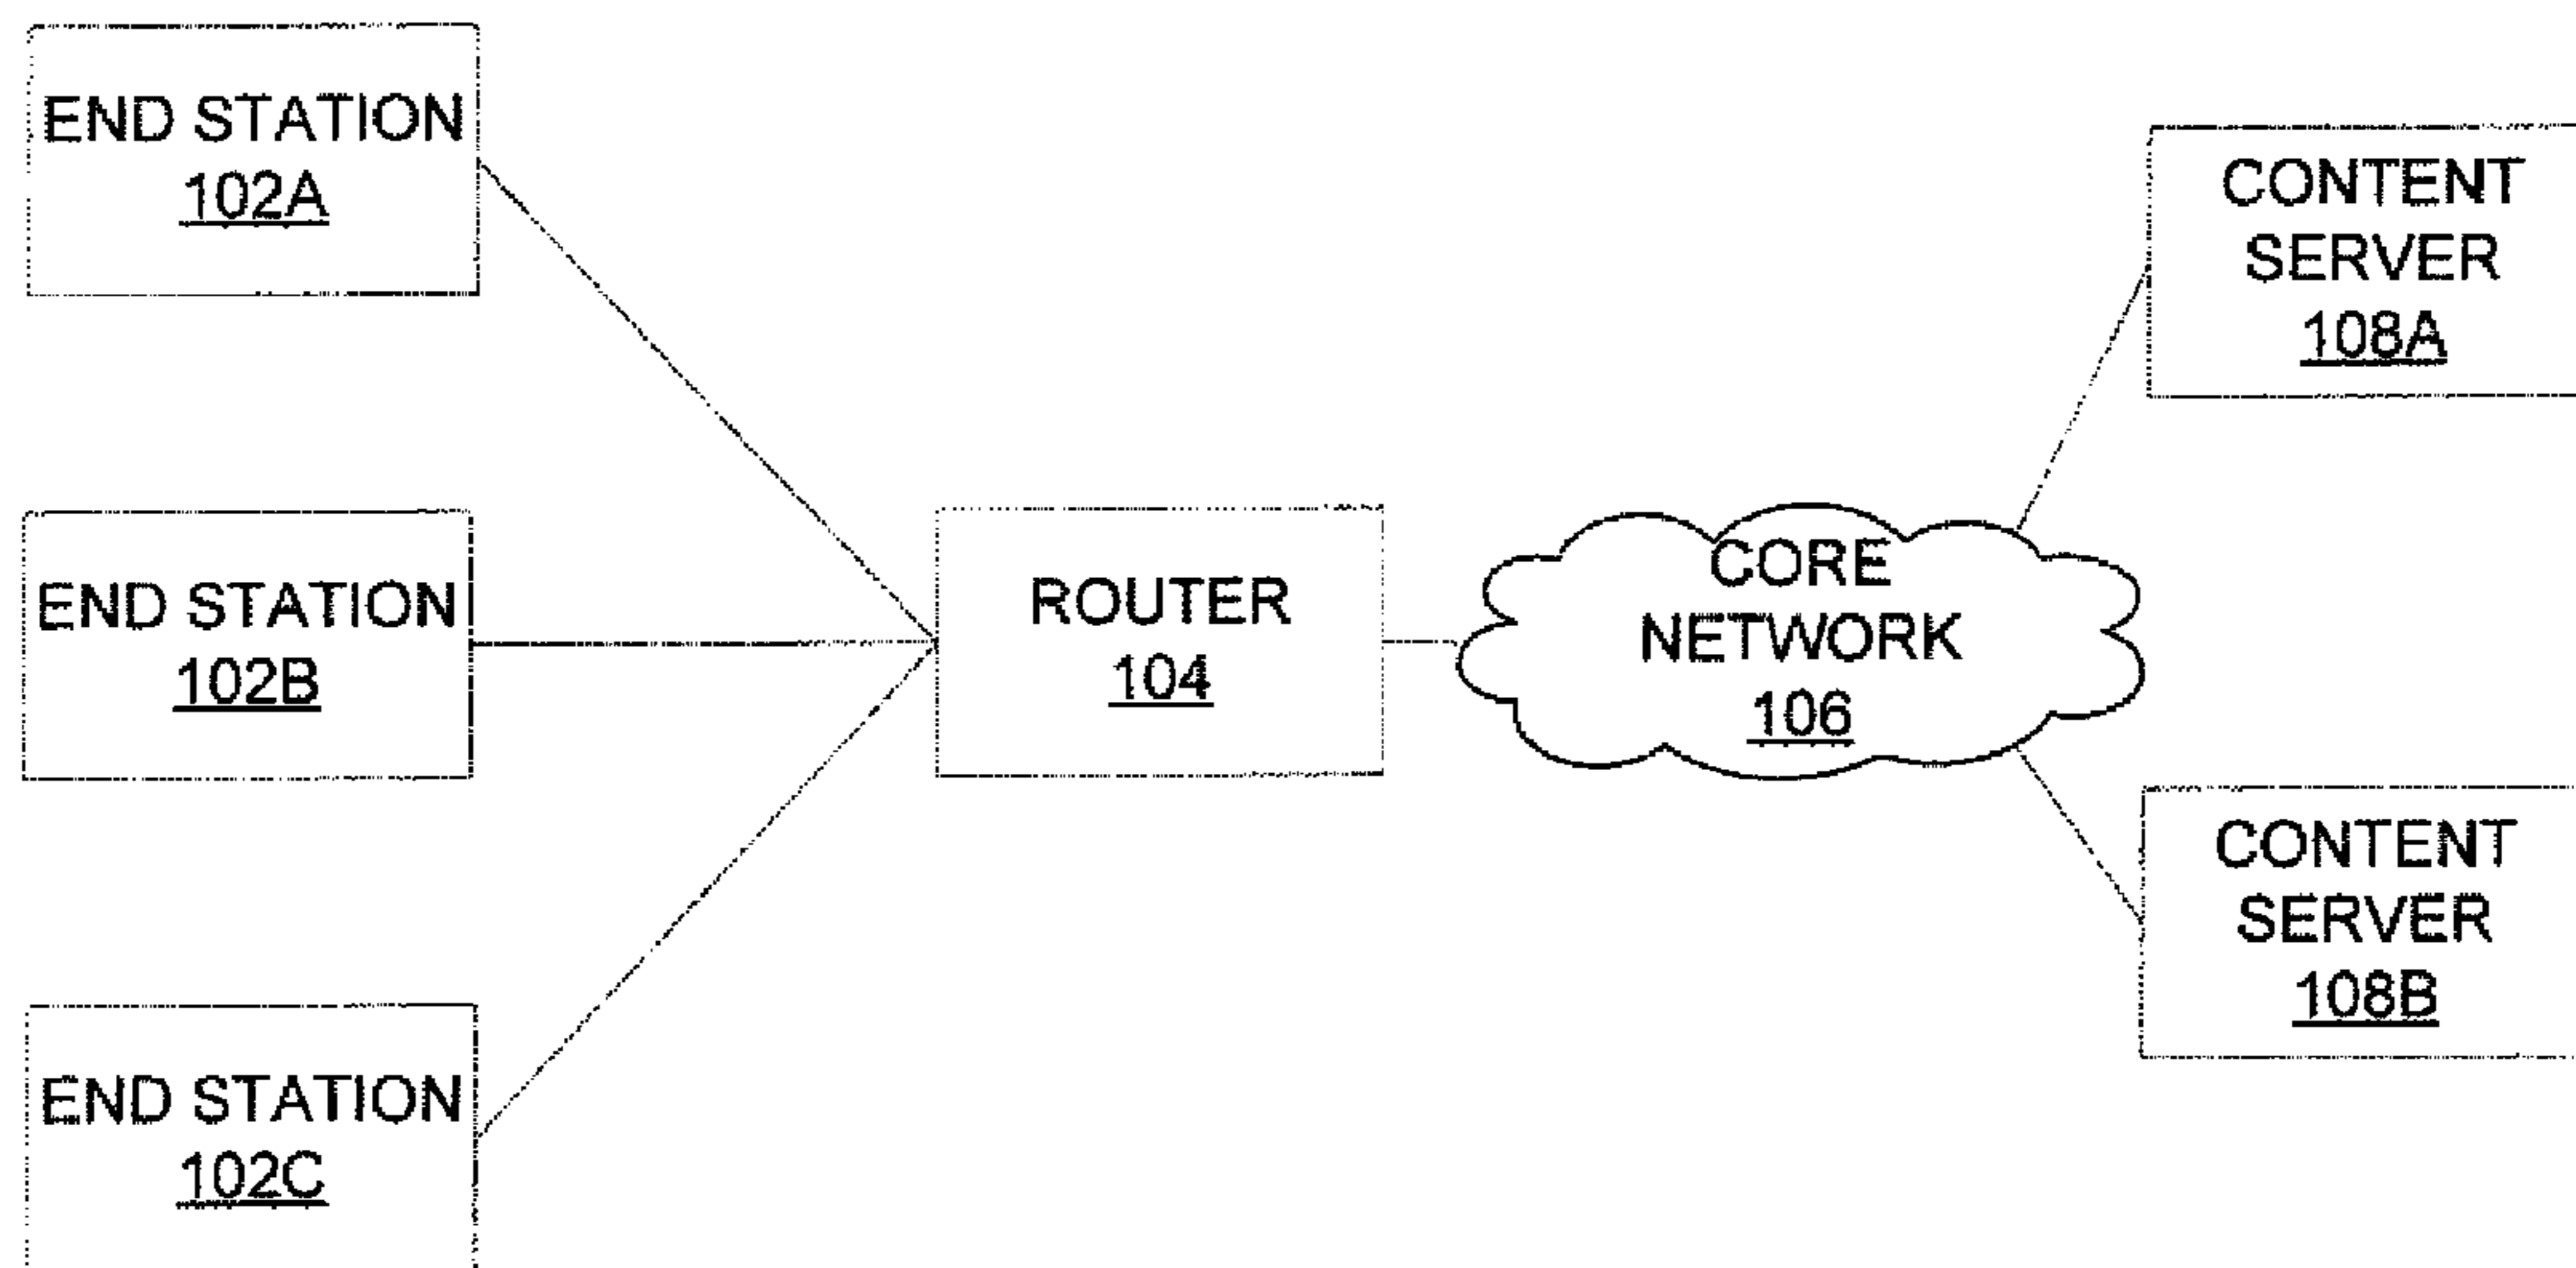 END STATION
102A
END STATION
102B
END STATION
102C
ROUTER
104
CORE
NETWORK
106
CONTENT
SERVER
108A
CONTENT
SERVER
108B